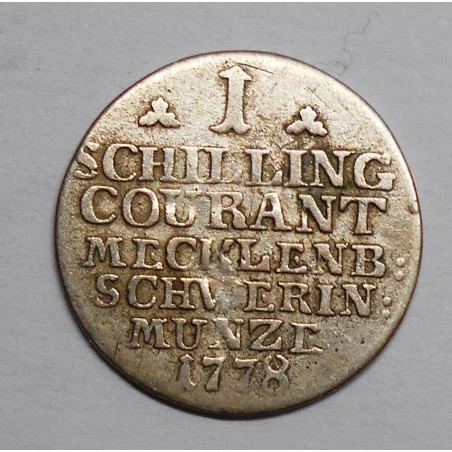 1
SCHILLING
COURANT
MECKLENB:
SCHWERIN:
MUNZE
1778